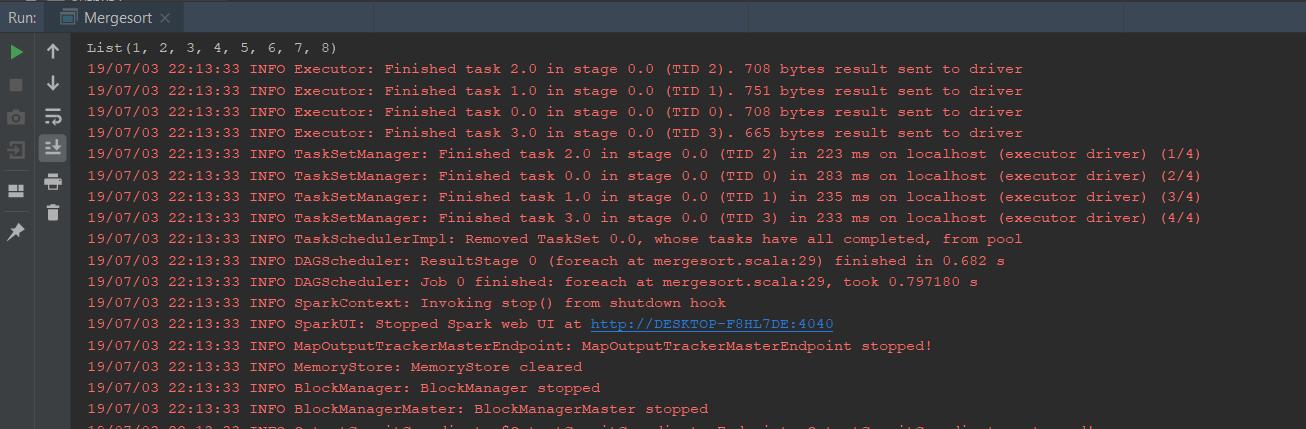 Run: Mergesort
List(1, 2, 3, 4, 5, 6, 7, 8)
19/07/03 22:13:33 INFO Executor: Finished task 2.0 in stage 0.0 (TID 2). 708 bytes result sent to driver
19/07/03 22:13:33 INFO Executor: Finished task 1.0 in stage 0.0 (TID 1). 751 bytes result sent to driver
19/07/03 22:13:33 INFO Executor: Finished task 0.0 in stage 0.0 (TID 0). 708 bytes result sent to driver
19/07/03 22:13:33 INFO Executor: Finished task 3.0 in stage 0.0 (TID 3). 665 bytes result sent to driver
19/07/03 22:13:33 INFO TaskSetManager: Finished task 2.0 in stage 0.0 (TID 2) in 223 ms on localhost (executor driver) (1/4)
19/07/03 22:13:33 INFO TaskSetManager: Finished task 0.0 in stage 0.0 (TID 0) in 283 ms on localhost (executor driver) (2/4)
19/07/03 22:13:33 INFO TaskSetManager: Finished task 1.0 in stage 0.0 (TID 1) in 235 ms on localhost (executor driver) (3/4)
19/07/03 22:13:33 INFO TaskSetManager: Finished task 3.0 in stage 0.0 (TID 3) in 233 ms on localhost (executor driver) (4/4)
19/07/03 22:13:33 INFO TaskSchedulerImpl: Removed TaskSet 0.0, whose tasks have all completed, from pool
19/07/03 22:13:33 INFO DAGScheduler: ResultStage 0 (foreach at mergesort.scala:29) finished in 0.682 s
19/07/03 22:13:33 INFO DAGScheduler: Job 0 finished: foreach at mergesort.scala:29, took 0.797180 s
19/07/03 22:13:33 INFO SparkContext: Invoking stop() from shutdown hook
19/07/03 22:13:33 INFO SparkUI: Stopped Spark web UI at http://DESKTOP-F8HL7DE:4040
19/07/03 22:13:33 INFO MapOutputTrackerMasterEndpoint: MapOutputTrackerMasterEndpoint stopped!
19/07/03 22:13:33 INFO MemoryStore: MemoryStore cleared
19/07/03 22:13:33 INFO BlockManager: BlockManager stopped
19/07/03 22:13:33 INFO BlockManagerMaster: BlockManagerMaster stopped